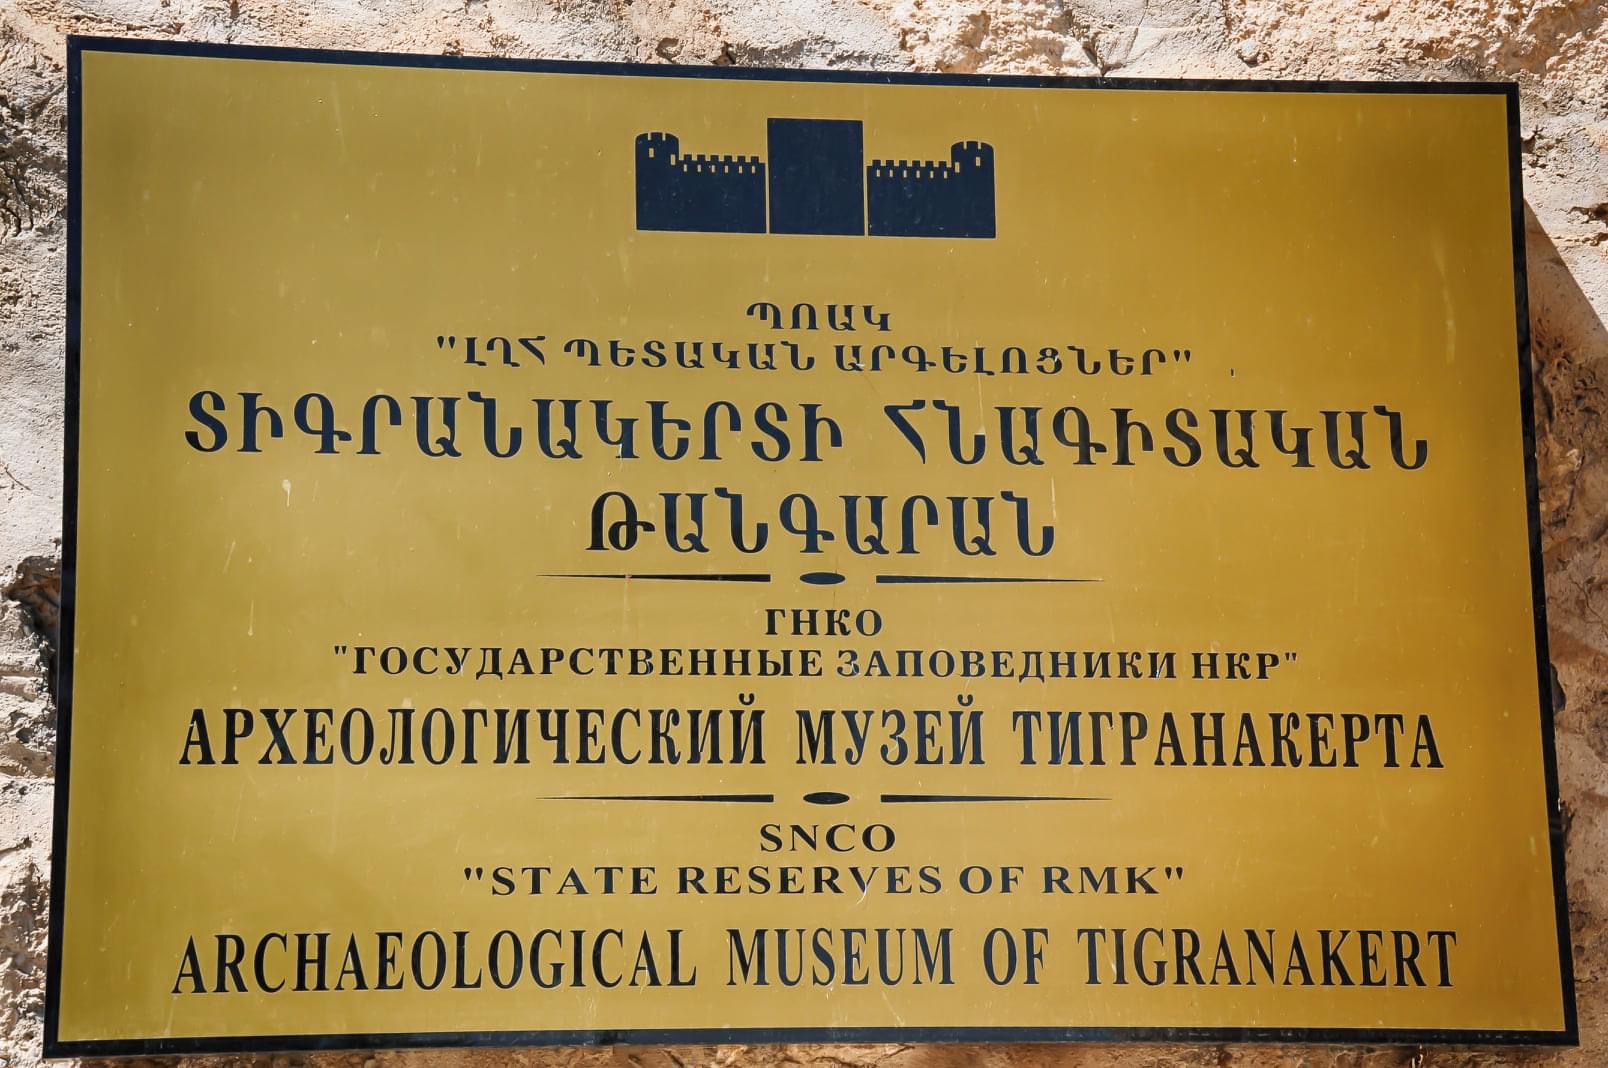 ՊՈԱԿ
"ԼՂՀ ՊԵՏԱԿԱՆ ԱՐԳԵԼՈՑՆԵՐ"
ՏԻԳՐԱՆԱԿԵՐՏԻ ՀՆԱԳԻՏԱԿԱՆ
ԹԱՆԳԱՐԱՆ
ГНКО
"ГОСУДАРСТВЕННЫЕ ЗАПОВЕДНИКИ НКР"
АРХЕОЛОГИЧЕСКИЙ МУЗЕЙ ТИГРАНАКЕРТА
SNCO
"STATE RESERVES OF RMK"
ARCHAEOLOGICAL MUSEUM OF TIGRANAKERT